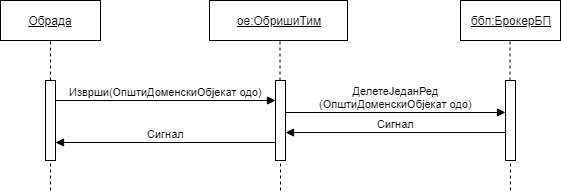 Обрада
ое:ОбришиТим
ббп:БрокерБП
Изврши(ОпштиДоменскиОбјекат одо)
ДелетеЈеданРед
(ОпштиДоменскиОбјекат одо)
Сигнал
Сигнал